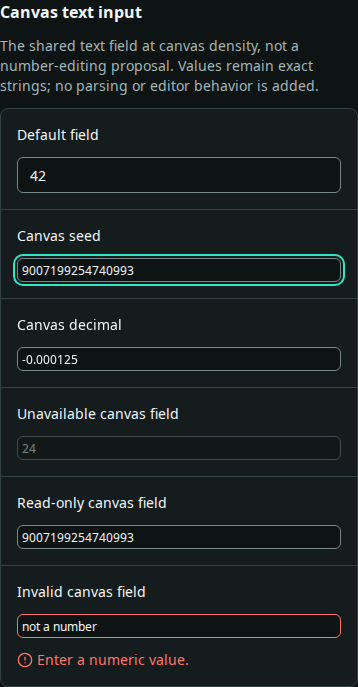 Canvas text input
The shared text field at canvas density, not a
number-editing proposal. Values remain exact
strings; no parsing or editor behavior is added.
Default field
42
Canvas seed
9007199254740993
Canvas decimal
-0.000125
Unavailable canvas field
24
Read-only canvas field
9007199254740993
Invalid canvas field
not a number
Enter a numeric value.